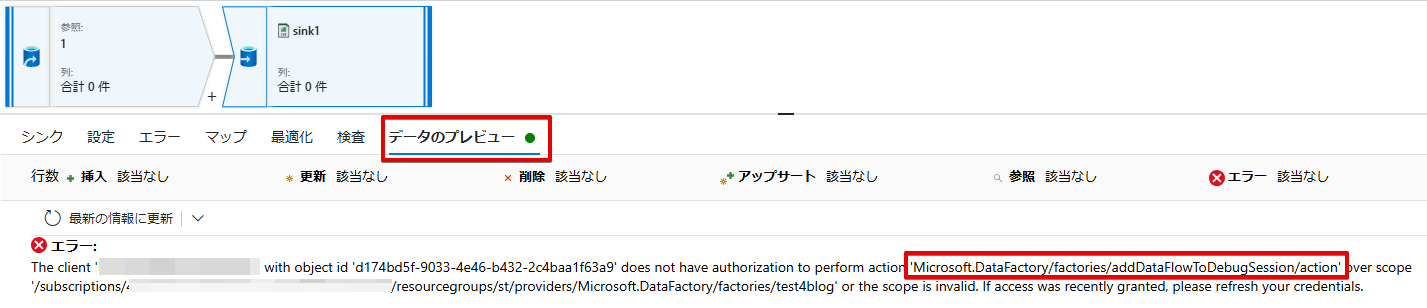 参照:
1
列:
合計 0 件
+
sink1
列:
合計 0 件
シンク 設定 エラー マップ 最適化 検査 データのプレビュー
行数 + 挿入 該当なし * 更新 該当なし × 削除 該当なし *+ アップサート 該当なし 参照 該当なし エラー 該当なし
最新の情報に更新
エラー:
The client ' with object id 'd174bd5f-9033-4e46-b432-2c4baa1f63a9' does not have authorization to perform action 'Microsoft.DataFactory/factories/addDataFlowToDebugSession/action' over scope
'/subscriptions/4 /resourcegroups/st/providers/Microsoft.DataFactory/factories/test4blog' or the scope is invalid. If access was recently granted, please refresh your credentials.